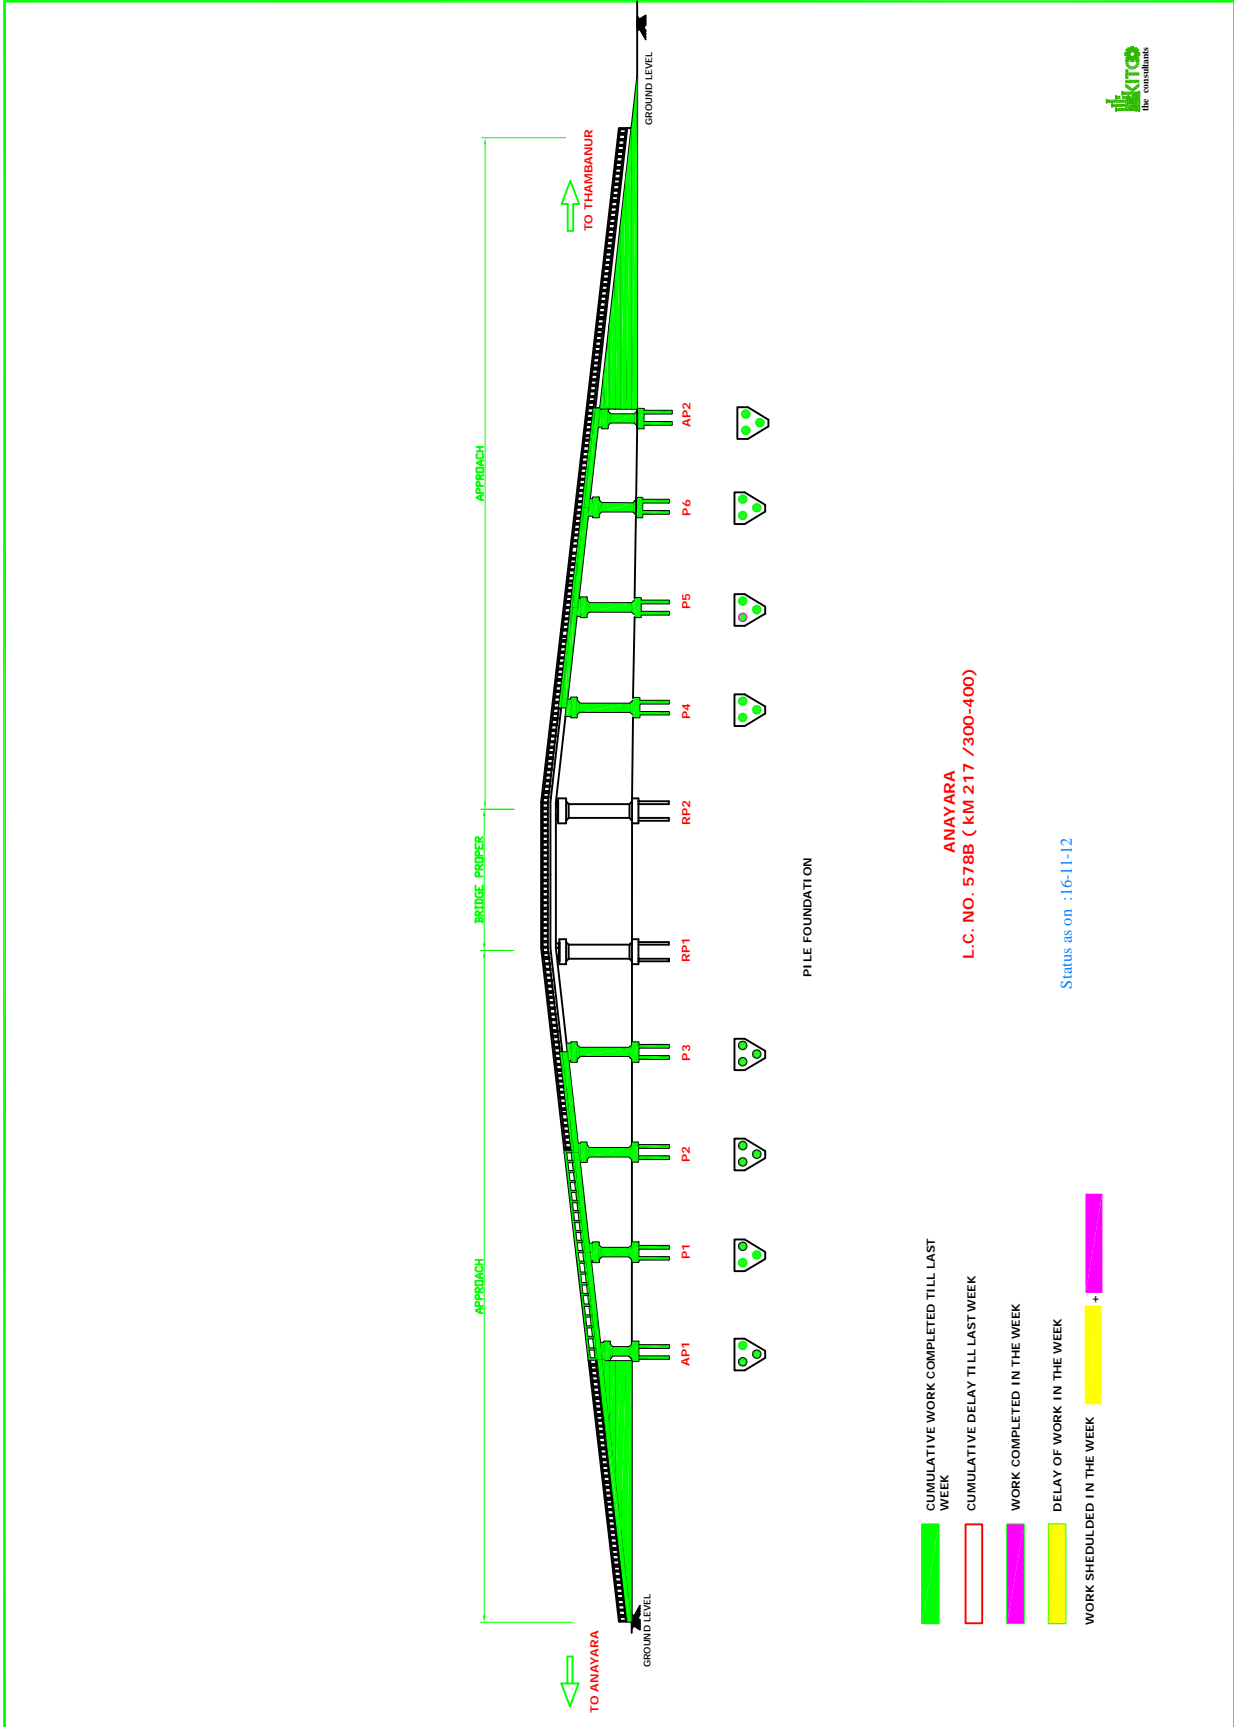 KITCO
the consultants
APPROACH
BRIDGE PROPER
APPROACH
TO ANAYARA
TO THAMBANUR
GROUND LEVEL
GROUND LEVEL
AP1
P1
P2
P3
RP1
RP2
P4
P5
P6
AP2
PILE FOUNDATION
ANAYARA
L.C. NO. 578B ( kM 217 /300-400)
Status as on :16-11-12
CUMULATIVE WORK COMPLETED TILL LAST
WEEK
CUMULATIVE DELAY TILL LAST WEEK
WORK COMPLETED IN THE WEEK
DELAY OF WORK IN THE WEEK
WORK SHEDULDED IN THE WEEK
+